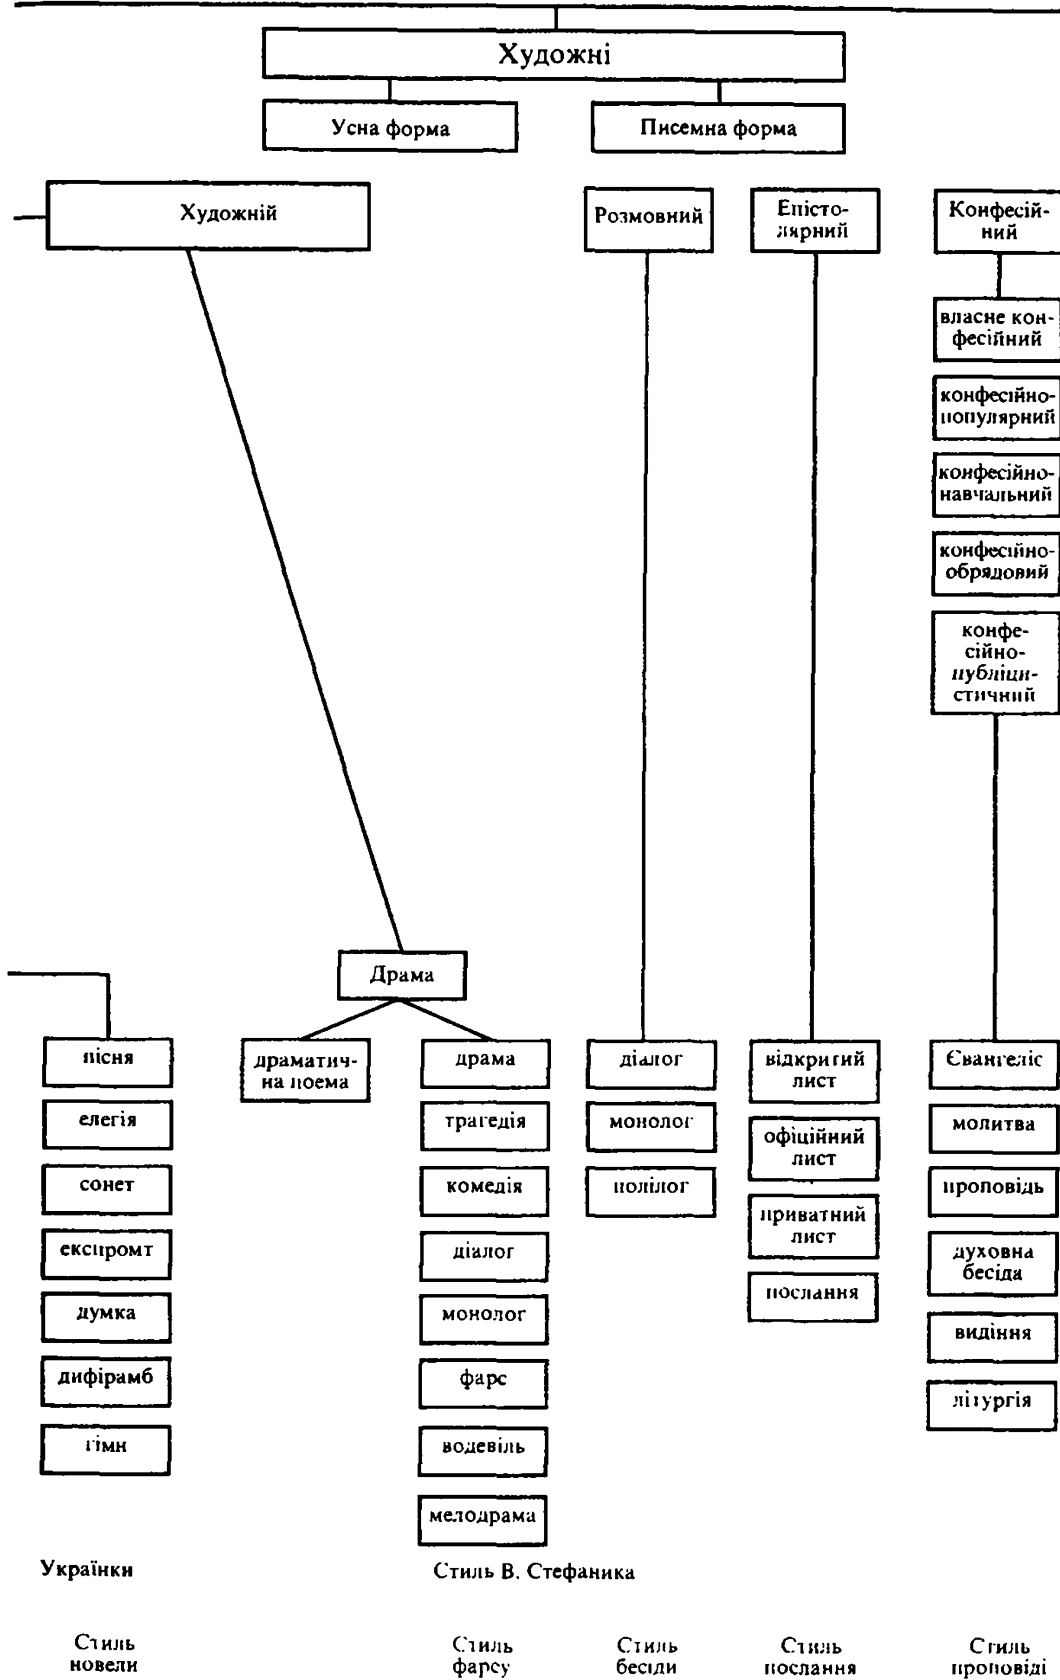 Художні
Усна форма
Писемна форма
Художній
Розмовний
Епісто-
лярний
Конфесій-
ний
власне кон-
фесійний
конфесійно-
популярний
конфесійно-
навчальний
конфесійно-
обрядовий
конфе-
сійно-
публіци-
стичний
Драма
пісня
елегія
сонет
експромт
думка
дифірамб
гімн
драматич-
на поема
драма
трагедія
комедія
діалог
монолог
фарс
водевіль
мелодрама
діалог
монолог
полілог
відкритий
лист
офіційний
лист
приватний
лист
послання
Євангеліє
молитва
проповідь
духовна
бесіда
видіння
літургія
Українки
Стиль В. Стефаника
Стиль
новели
Стиль
фарсу
Стиль
бесіди
Стиль
послання
Стиль
проповіді